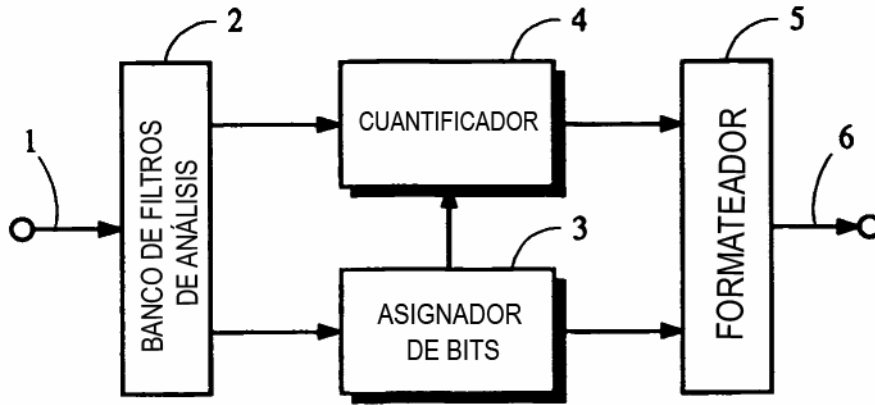 2
4
5
1
BANCO DE FILTROS
DE ANÁLISIS
CUANTIFICADOR
3
ASIGNADOR
DE BITS
FORMATEADOR
6